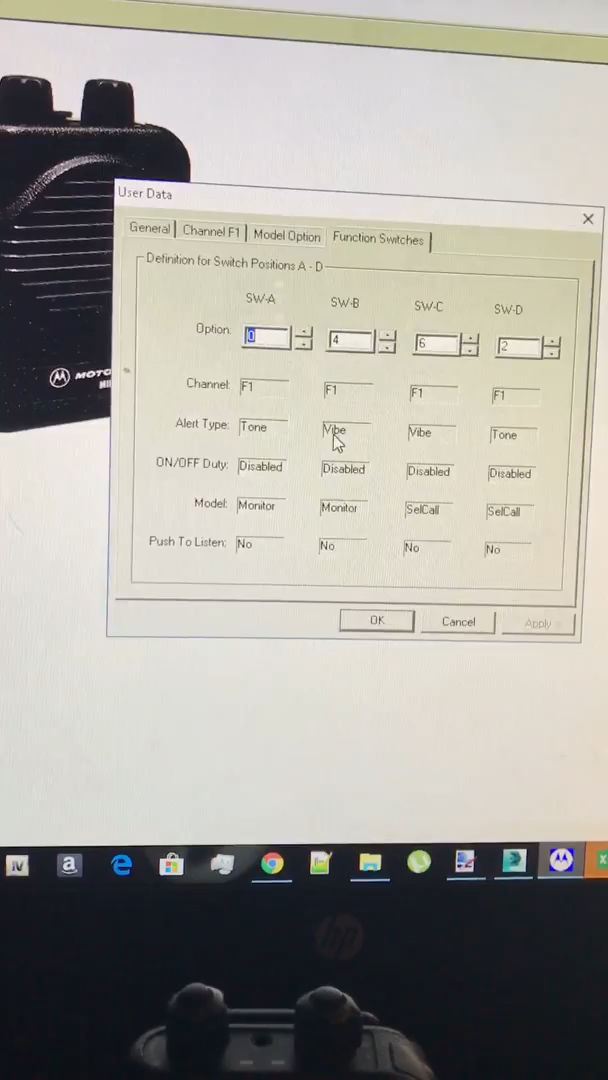 User Data
General Channel F1 Model Option Function Switches
Definition for Switch Positions A - D
SW-A SW-B SW-C SW-D
Option: 0 4 6 2
Channel: F1 F1 F1 F1
Alert Type: Tone Vibe Vibe Tone
ON/OFF Duty: Disabled Disabled Disabled Disabled
Model: Monitor Monitor SelCall SelCall
Push To Listen: No No No No
OK Cancel Apply
MOTO
a
hp